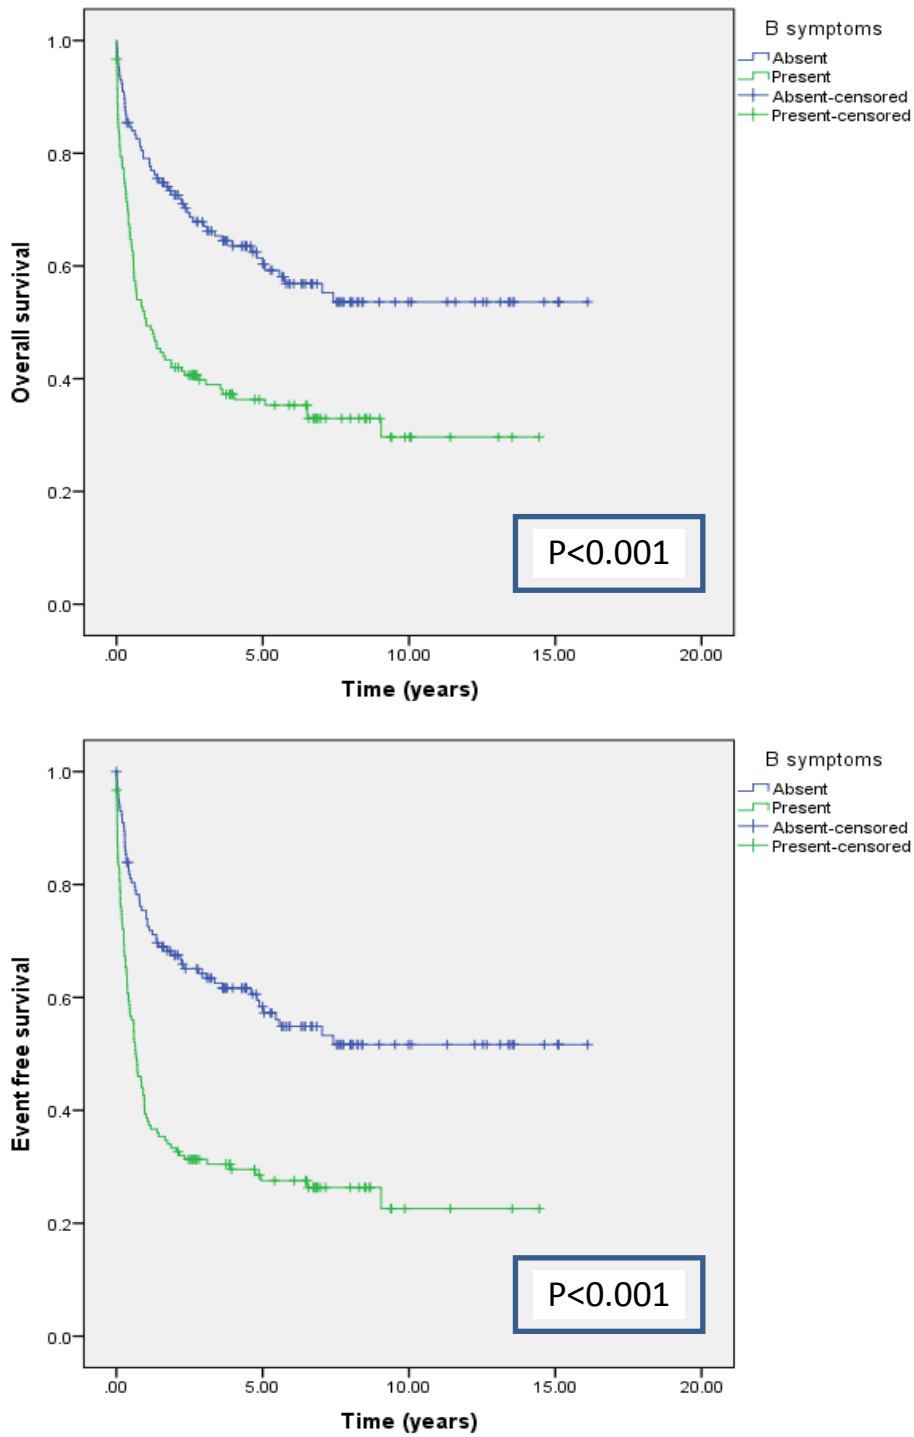 B symptoms
Absent
Present
Absent-censored
Present-censored
Overall survival
1.0
0.8
0.6
0.4
0.2
0.0
P<0.001
.00 5.00 10.00 15.00 20.00
Time (years)
B symptoms
Absent
Present
Absent-censored
Present-censored
Event free survival
1.0
0.8
0.6
0.4
0.2
0.0
P<0.001
.00 5.00 10.00 15.00 20.00
Time (years)